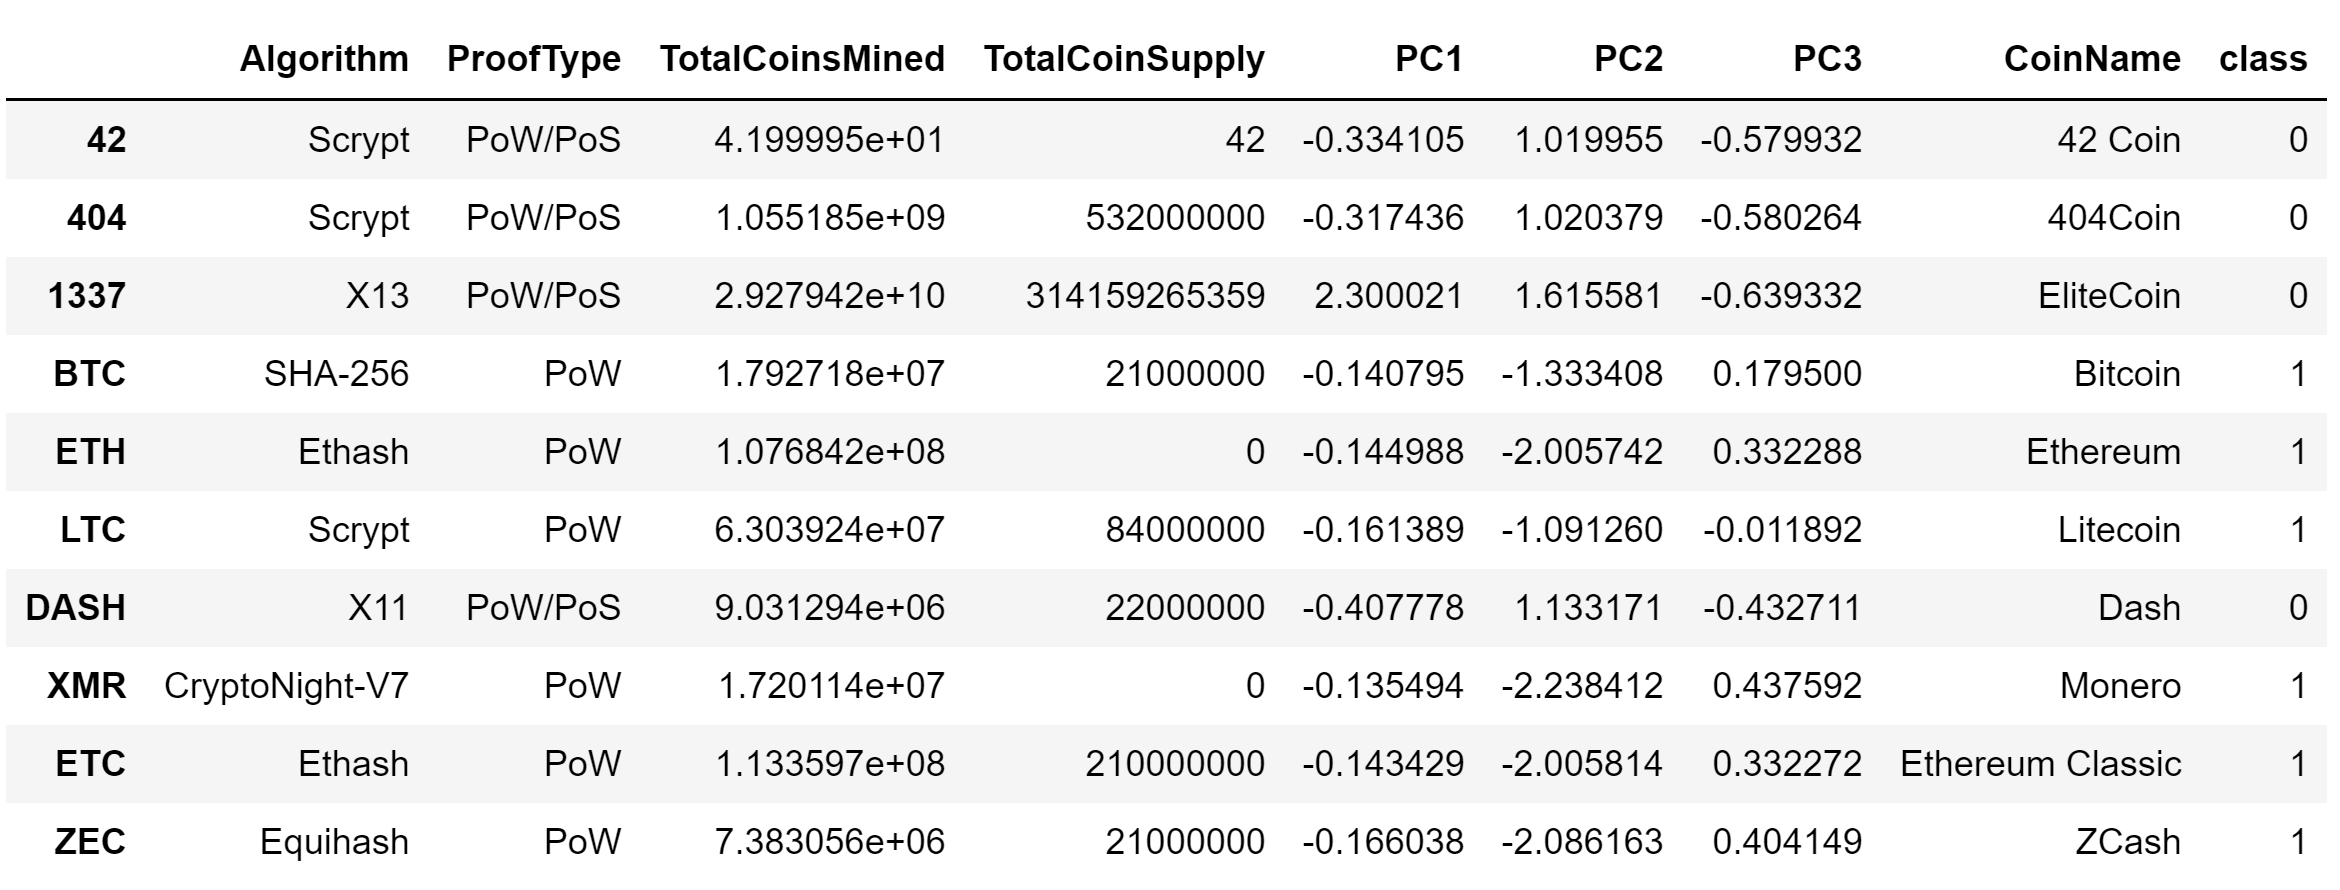 Algorithm ProofType TotalCoinsMined TotalCoinSupply PC1 PC2 PC3 CoinName class
42 Scrypt PoW/PoS 4.199995e+01 42 -0.334105 1.019955 -0.579932 42 Coin 0
404 Scrypt PoW/PoS 1.055185e+09 532000000 -0.317436 1.020379 -0.580264 404Coin 0
1337 X13 PoW/PoS 2.927942e+10 314159265359 2.300021 1.615581 -0.639332 EliteCoin 0
BTC SHA-256 PoW 1.792718e+07 21000000 -0.140795 -1.333408 0.179500 Bitcoin 1
ETH Ethash PoW 1.076842e+08 0 -0.144988 -2.005742 0.332288 Ethereum 1
LTC Scrypt PoW 6.303924e+07 84000000 -0.161389 -1.091260 -0.011892 Litecoin 1
DASH X11 PoW/PoS 9.031294e+06 22000000 -0.407778 1.133171 -0.432711 Dash 0
XMR CryptoNight-V7 PoW 1.720114e+07 0 -0.135494 -2.238412 0.437592 Monero 1
ETC Ethash PoW 1.133597e+08 210000000 -0.143429 -2.005814 0.332272 Ethereum Classic 1
ZEC Equihash PoW 7.383056e+06 21000000 -0.166038 -2.086163 0.404149 ZCash 1